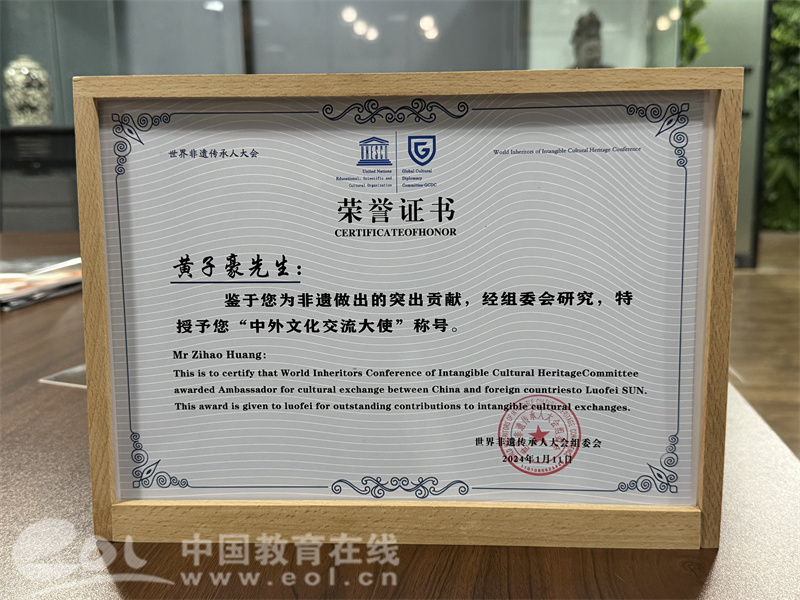 世界非遗传承人大会
World Inheritors of Intangible Cultural Heritage Conference
UNESCO
United Nations
Educational, Scientific and
Cultural Organization
Global Cultural
Diplomacy
Committee GCDC
荣誉证书
CERTIFICATEOFHONOR
黄子豪先生：
鉴于您为非遗做出的突出贡献，经组委会研究，特
授予您“中外文化交流大使”称号。
Mr Zihao Huang:
This is to certify that World Inheritors Conference of Intangible Cultural HeritageCommittee
awarded Ambassador for cultural exchange between China and foreign countriesto Luofei SUN.
This award is given to luofei for outstanding contributions to intangible cultural exchanges.
世界非遗传承人大会组委会
2024年1月11日
eol 中国教育在线
www.eol.cn